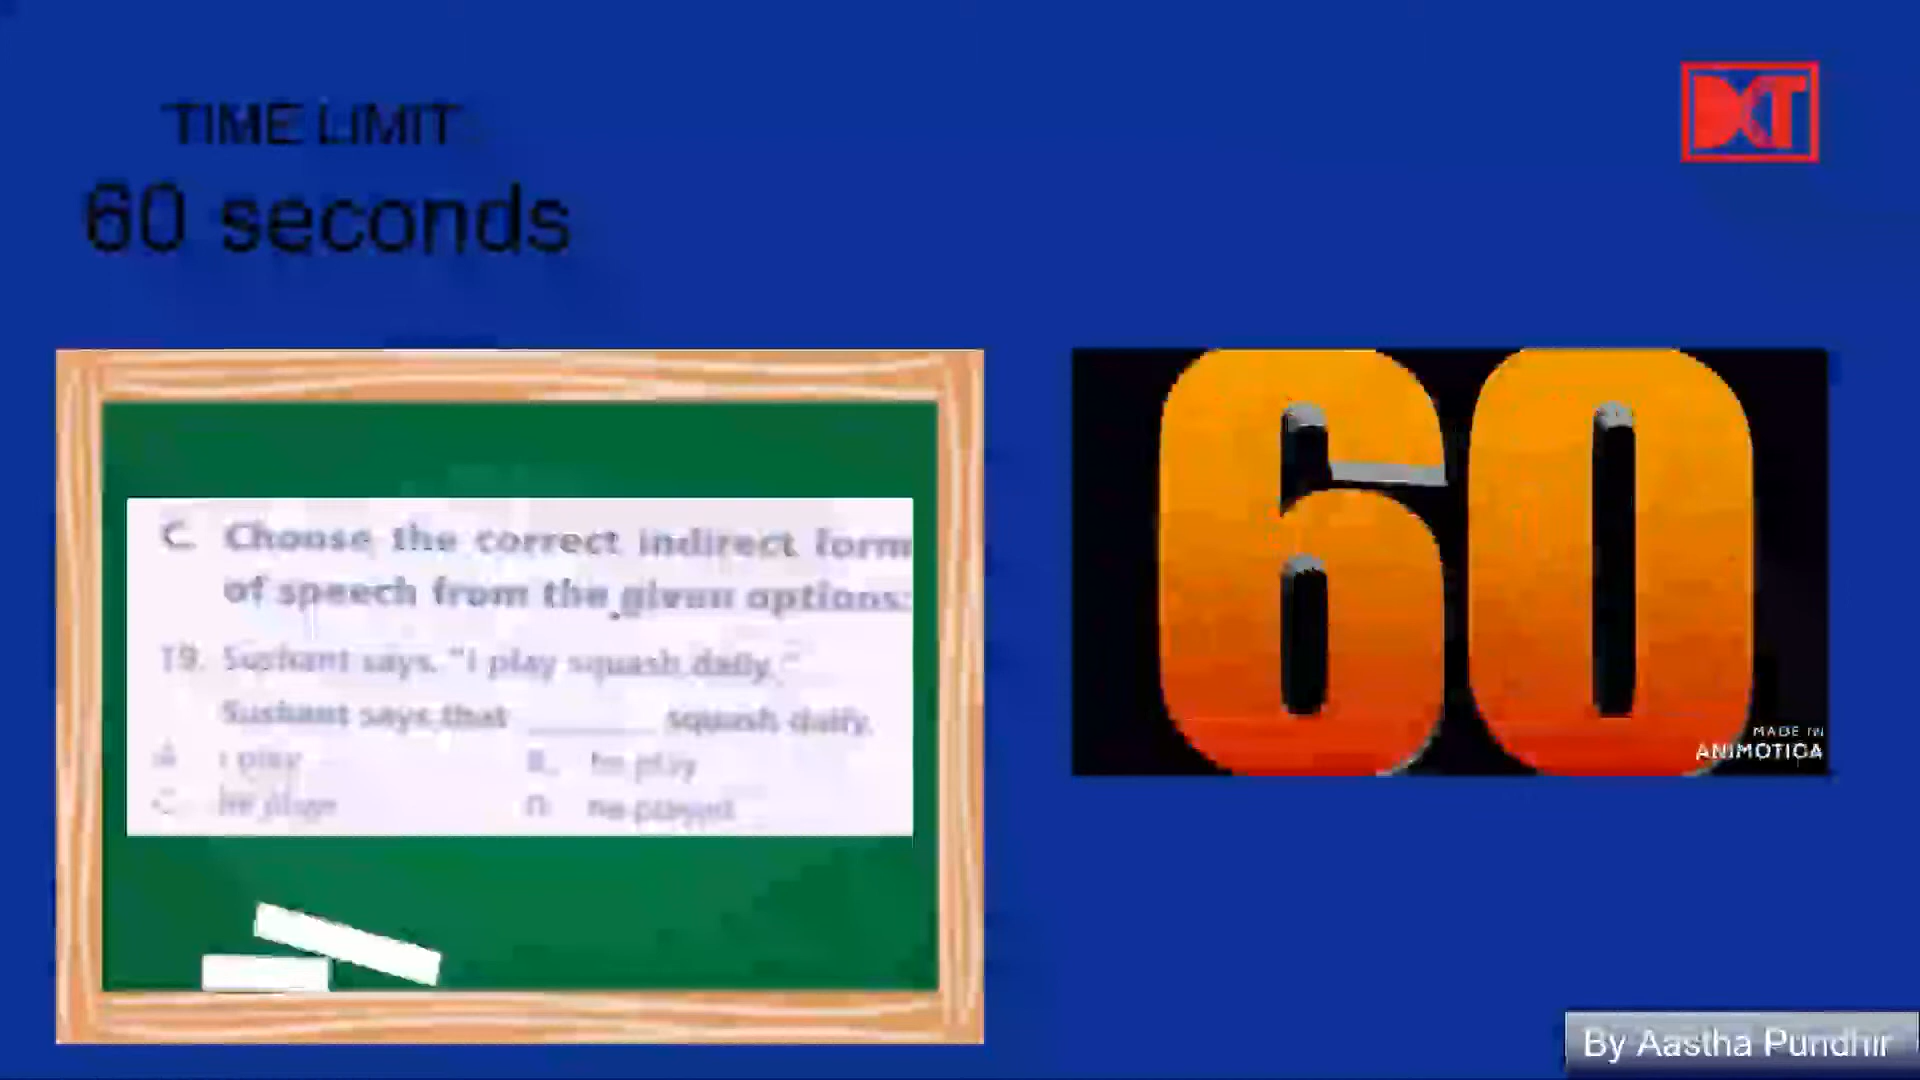 TIME LIMIT:
60 seconds
DKT
C. Choose the correct indirect form
of speech from the given options:
19. Sushant says, "I play squash daily."
Sushant says that ______ squash daily.
A. I play B. he play
C. he plays D. he played
60
MADE IN
ANIMOTICA
By Aastha Pundhir